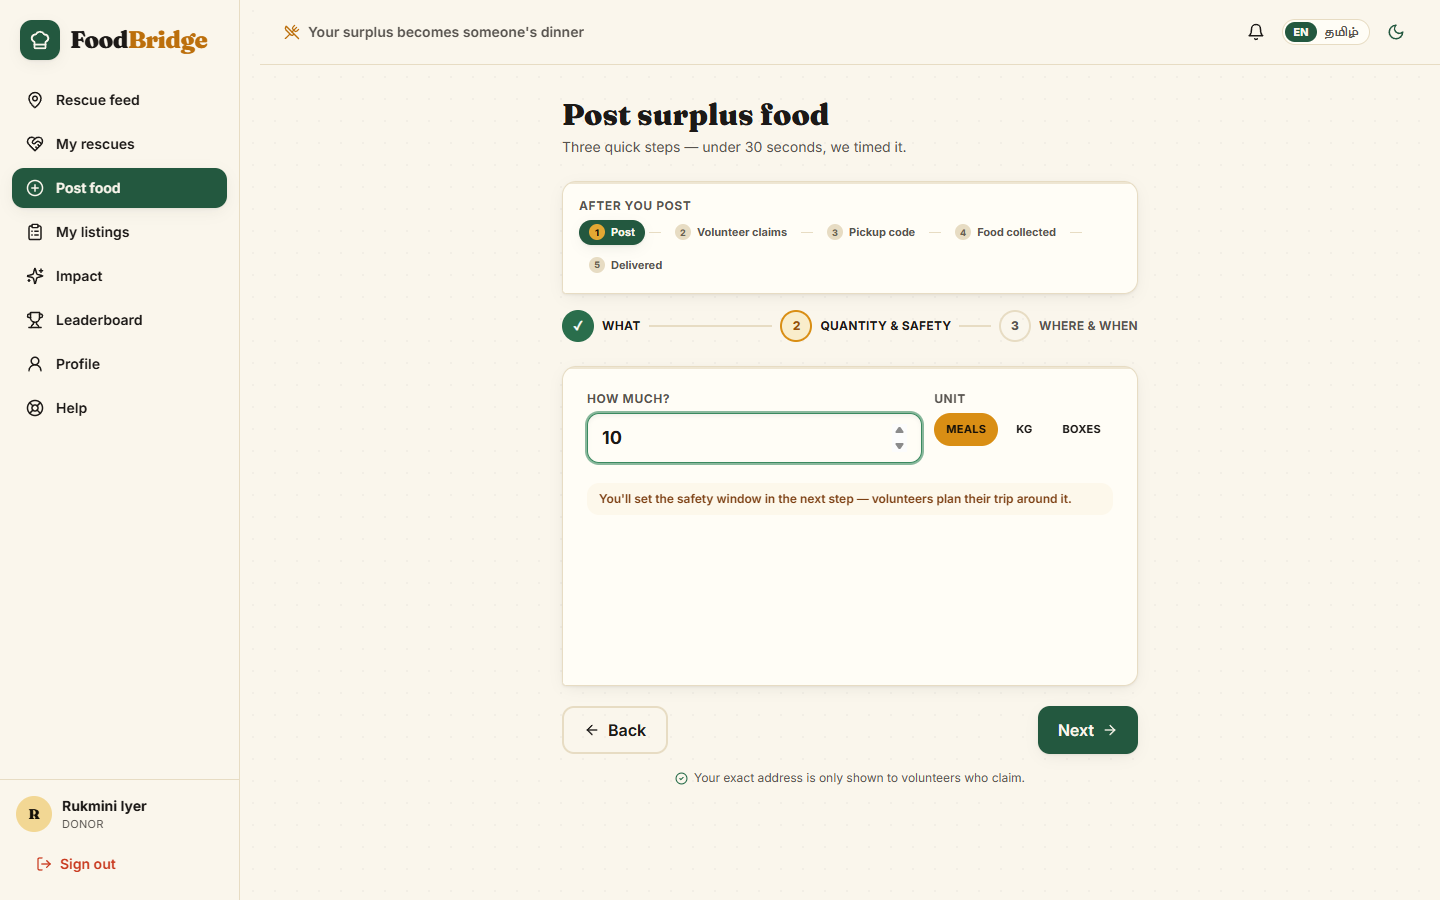 FoodBridge
Your surplus becomes someone's dinner
EN தமிழ்
Rescue feed
My rescues
Post food
My listings
Impact
Leaderboard
Profile
Help
Post surplus food
Three quick steps — under 30 seconds, we timed it.
AFTER YOU POST
1 Post 2 Volunteer claims 3 Pickup code 4 Food collected
5 Delivered
✓ WHAT 2 QUANTITY & SAFETY 3 WHERE & WHEN
HOW MUCH? UNIT
10 MEALS KG BOXES
You'll set the safety window in the next step — volunteers plan their trip around it.
← Back Next →
Your exact address is only shown to volunteers who claim.
R Rukmini Iyer
DONOR
Sign out